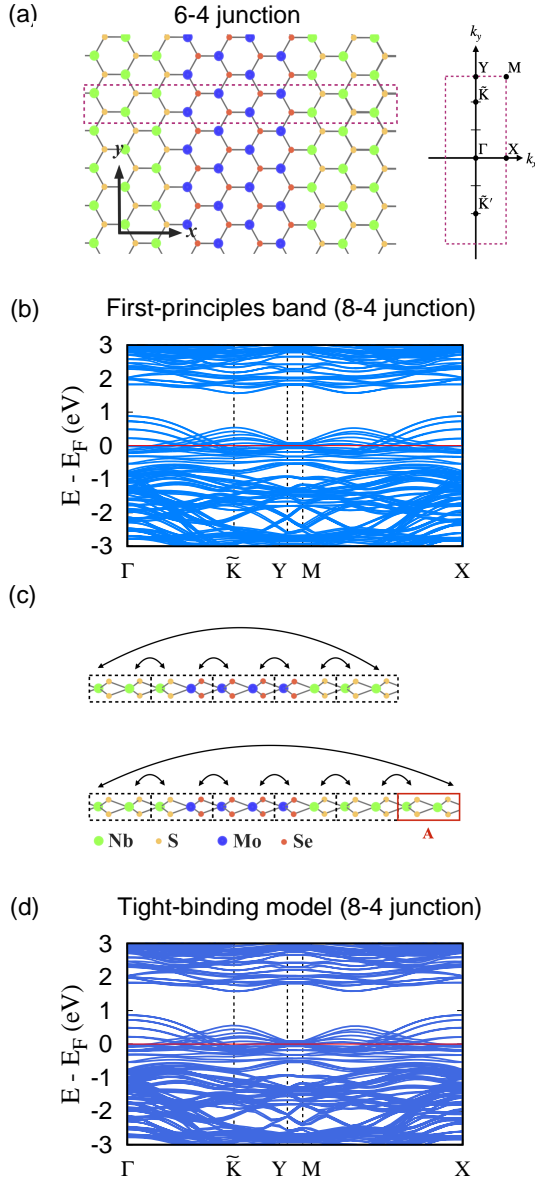 (a)
6-4 junction
y
x
k_y
Y
M
K̃
Γ
X
k_x
K̃′
(b)
First-principles band (8-4 junction)
E - E_F (eV)
3
2
1
0
-1
-2
-3
Γ
K̃
Y
M
X
(c)
A
Nb
S
Mo
Se
(d)
Tight-binding model (8-4 junction)
E - E_F (eV)
3
2
1
0
-1
-2
-3
Γ
K̃
Y
M
X